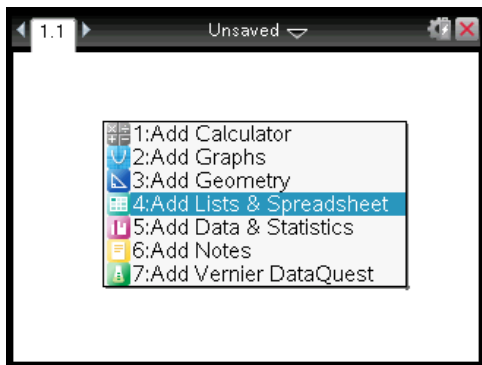 1.1 Unsaved
1:Add Calculator
2:Add Graphs
3:Add Geometry
4:Add Lists & Spreadsheet
5:Add Data & Statistics
6:Add Notes
7:Add Vernier DataQuest